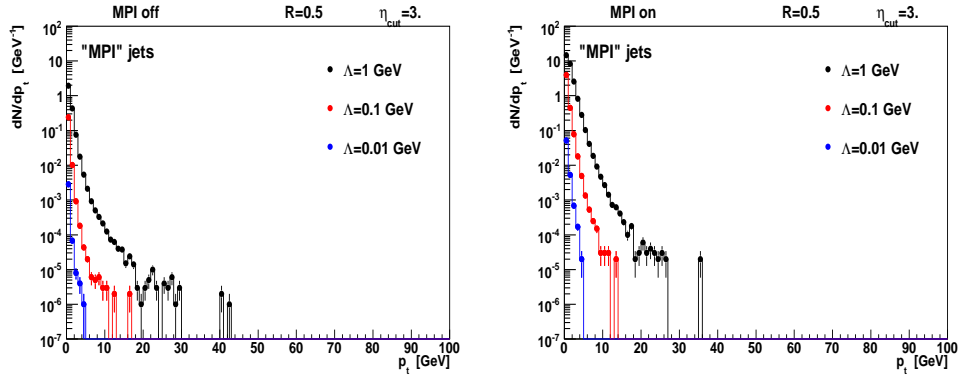 MPI off R=0.5 η_cut=3.
dN/dp_t [GeV⁻¹]
"MPI" jets
Λ=1 GeV
Λ=0.1 GeV
Λ=0.01 GeV
10²
10
1
10⁻¹
10⁻²
10⁻³
10⁻⁴
10⁻⁵
10⁻⁶
10⁻⁷
0 10 20 30 40 50 60 70 80 90 100
p_t [GeV]
MPI on R=0.5 η_cut=3.
dN/dp_t [GeV⁻¹]
"MPI" jets
Λ=1 GeV
Λ=0.1 GeV
Λ=0.01 GeV
10²
10
1
10⁻¹
10⁻²
10⁻³
10⁻⁴
10⁻⁵
10⁻⁶
10⁻⁷
0 10 20 30 40 50 60 70 80 90 100
p_t [GeV]